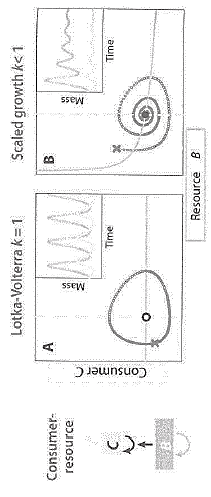 Consumer-
resource
C
B
Lotka-Volterra k = 1
A
Mass
Time
Consumer C
Scaled growth k < 1
B
Mass
Time
Resource B